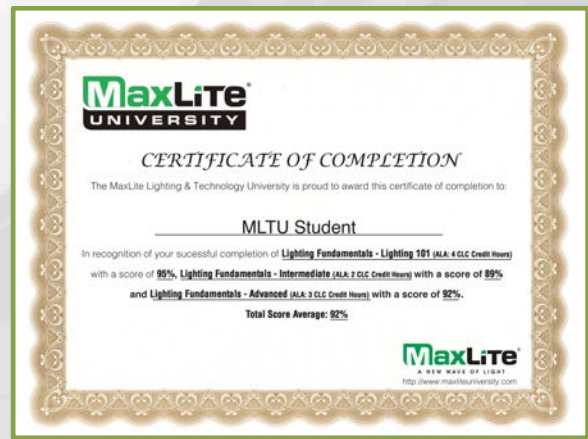 MaxLite®
UNIVERSITY
CERTIFICATE OF COMPLETION
The MaxLite Lighting & Technology University is proud to award this certificate of completion to:
MLTU Student
In recognition of your sucessful completion of Lighting Fundamentals - Lighting 101 (ALA: 4 CLC Credit Hours)
with a score of 95%, Lighting Fundamentals - Intermediate (ALA: 2 CLC Credit Hours) with a score of 89%
and Lighting Fundamentals - Advanced (ALA: 3 CLC Credit Hours) with a score of 92%.
Total Score Average: 92%
MaxLite®
A NEW WAVE OF LIGHT
http://www.maxliteuniversity.com